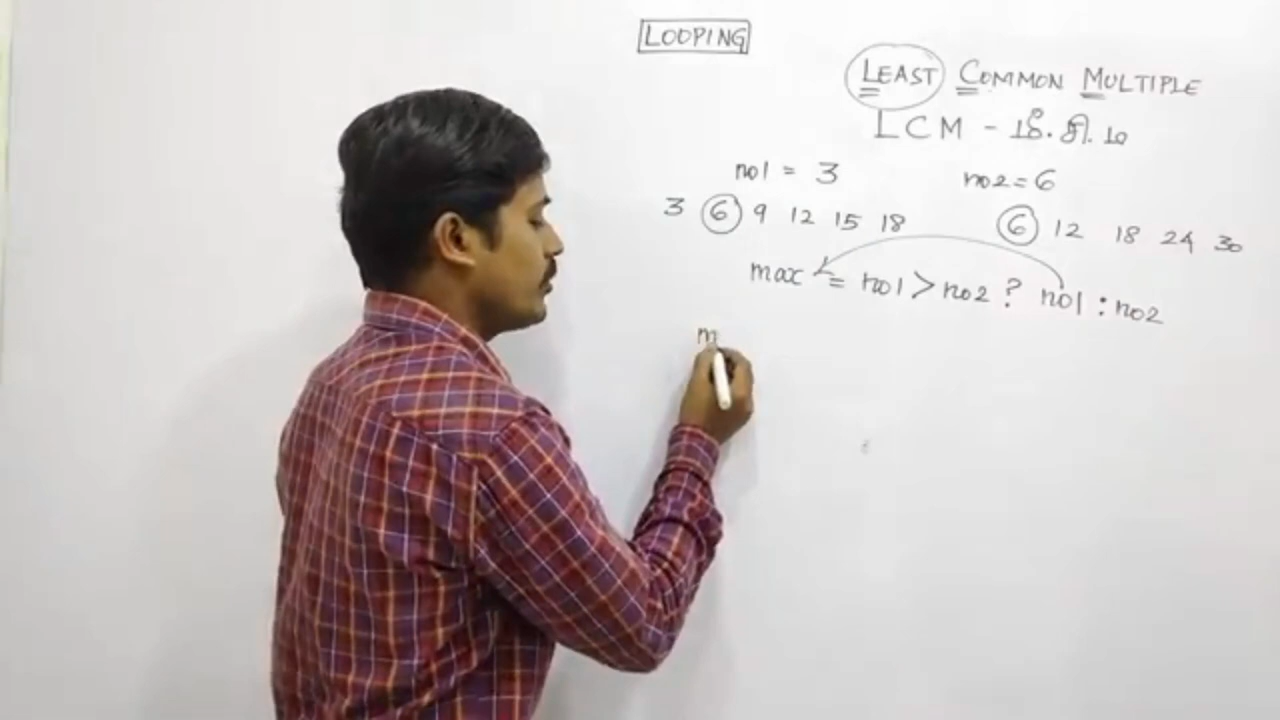 LOOPING
LEAST COMMON MULTIPLE
LCM - மீ.சி.ம
no1 = 3
no2 = 6
3 6 9 12 15 18
6 12 18 24 30
max = no1 > no2 ? no1 : no2
m